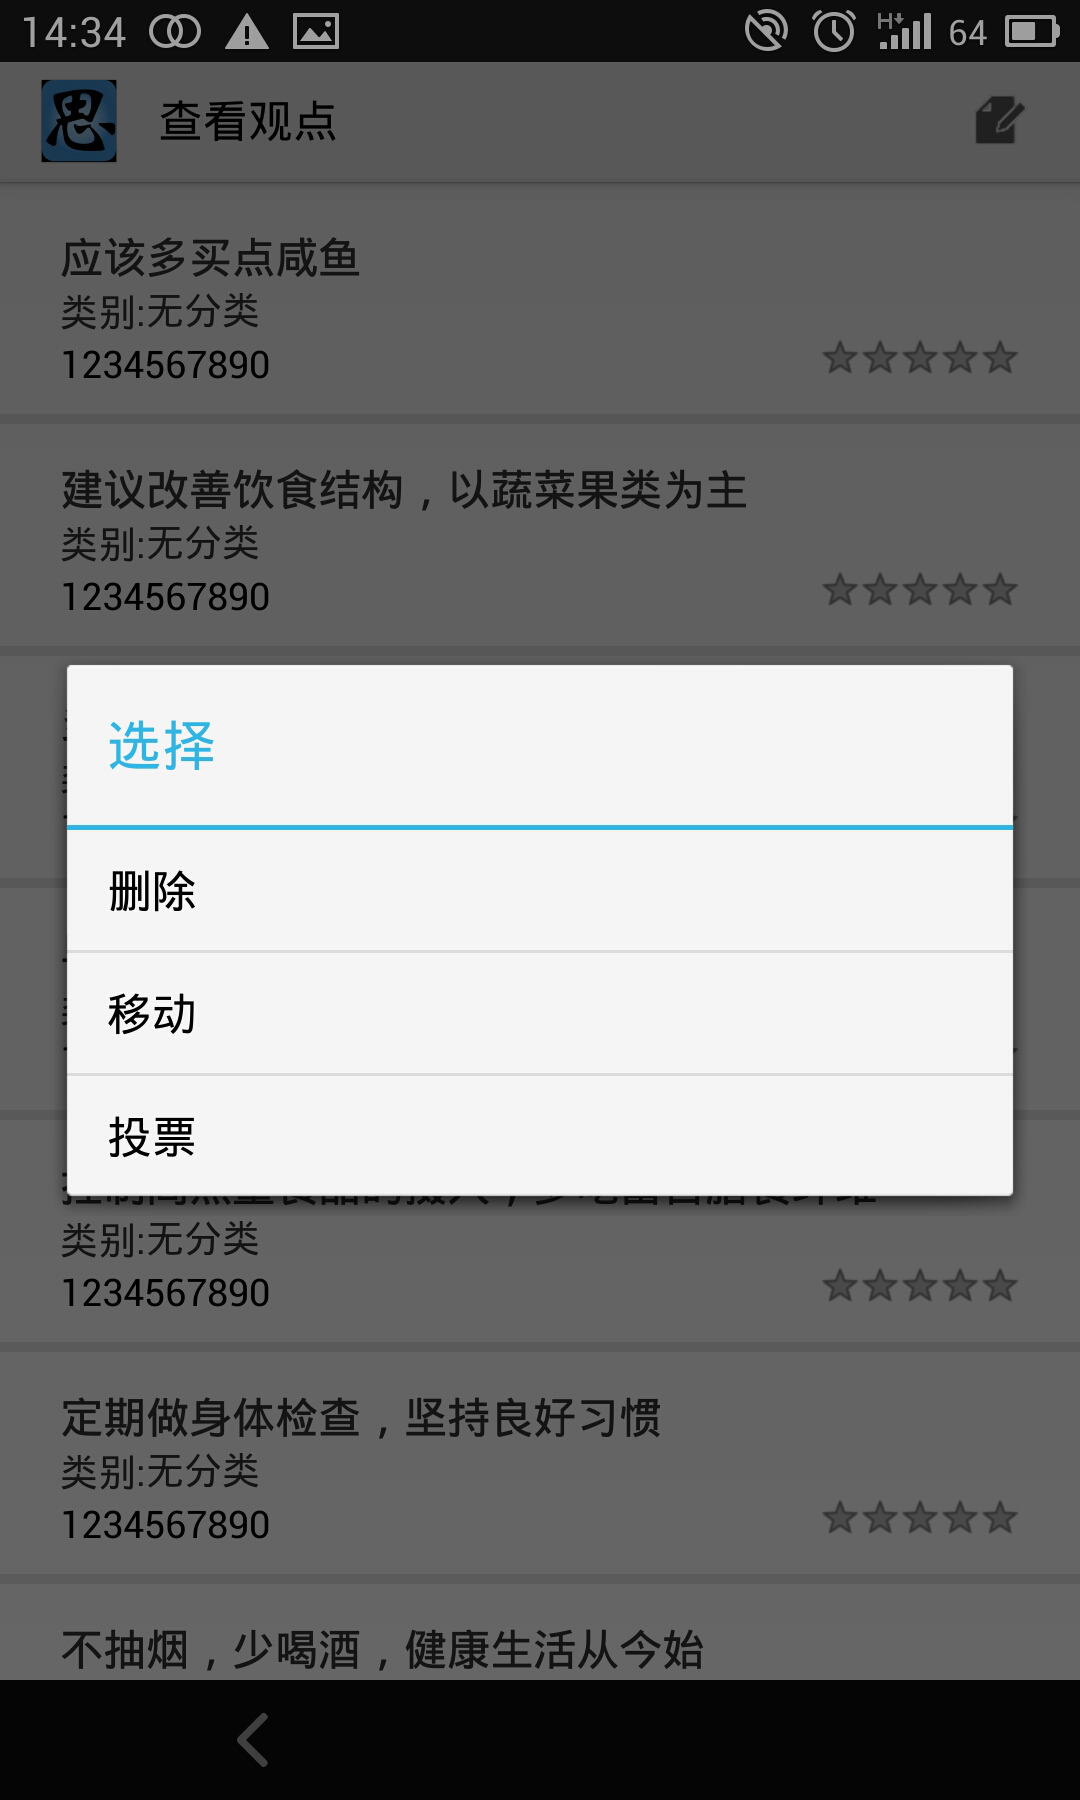 14:34
H
64
思
查看观点
应该多买点咸鱼
类别:无分类
1234567890
建议改善饮食结构，以蔬菜果类为主
类别:无分类
1234567890
选择
删除
移动
投票
类别:无分类
1234567890
定期做身体检查，坚持良好习惯
类别:无分类
1234567890
不抽烟，少喝酒，健康生活从今始